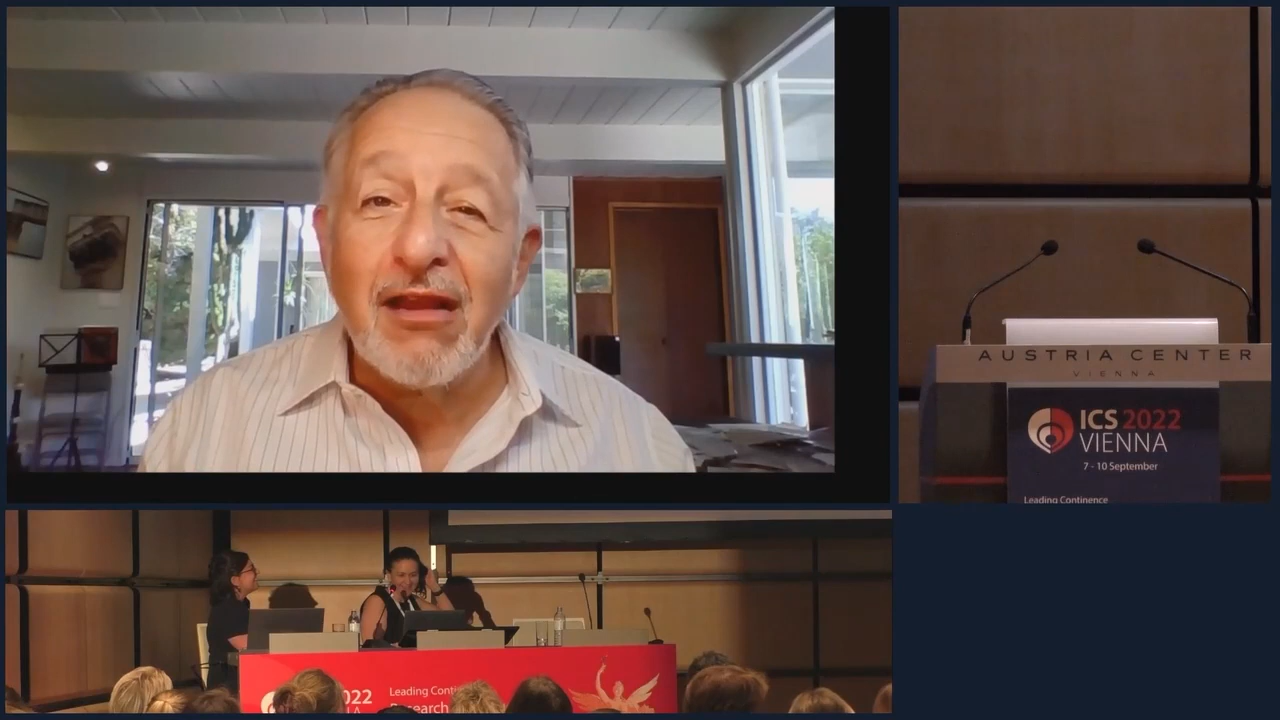 AUSTRIA CENTER
VIENNA
ICS 2022
VIENNA
7 - 10 September
Leading Continence
2022
Leading Conti
Research